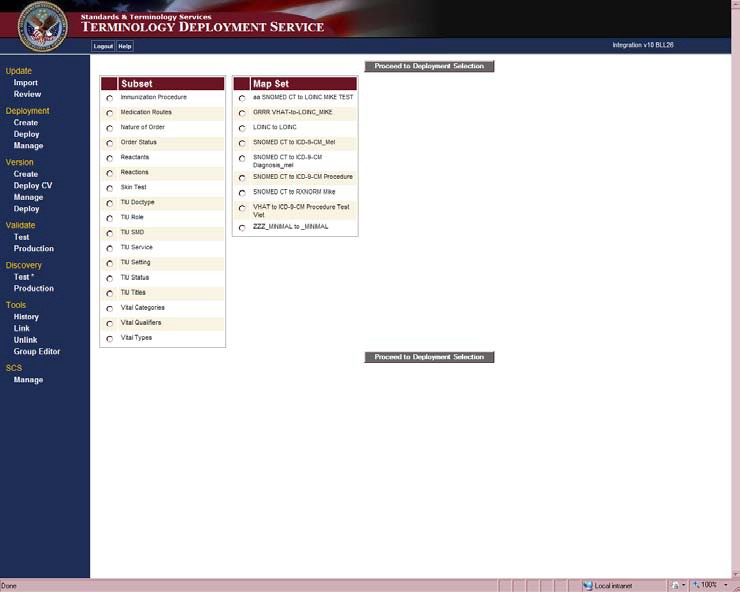 Standards & Terminology Services
TERMINOLOGY DEPLOYMENT SERVICE
Logout Help
Integration v10 BLL26
Update
Import
Review
Deployment
Create
Deploy
Manage
Version
Create
Deploy CV
Manage
Deploy
Validate
Test
Production
Discovery
Test *
Production
Tools
History
Link
Unlink
Group Editor
SCS
Manage
Proceed to Deployment Selection
Subset
Immunization Procedure
Medication Routes
Nature of Order
Order Status
Reactants
Reactions
Skin Test
TIU Doctype
TIU Role
TIU SMD
TIU Service
TIU Setting
TIU Status
TIU Titles
Vital Categories
Vital Qualifiers
Vital Types
Map Set
aa SNOMED CT to LOINC MIKE TEST
GRRR VHAT-to-LOINC_MIKE
LOINC to LOINC
SNOMED CT to ICD-9-CM_Mel
SNOMED CT to ICD-9-CM
Diagnosis_mel
SNOMED CT to ICD-9-CM Procedure
SNOMED CT to RXNORM Mike
VHAT to ICD-9-CM Procedure Test
Viet
ZZZ_MINIMAL to _MINIMAL
Proceed to Deployment Selection
Done
Local intranet
100%